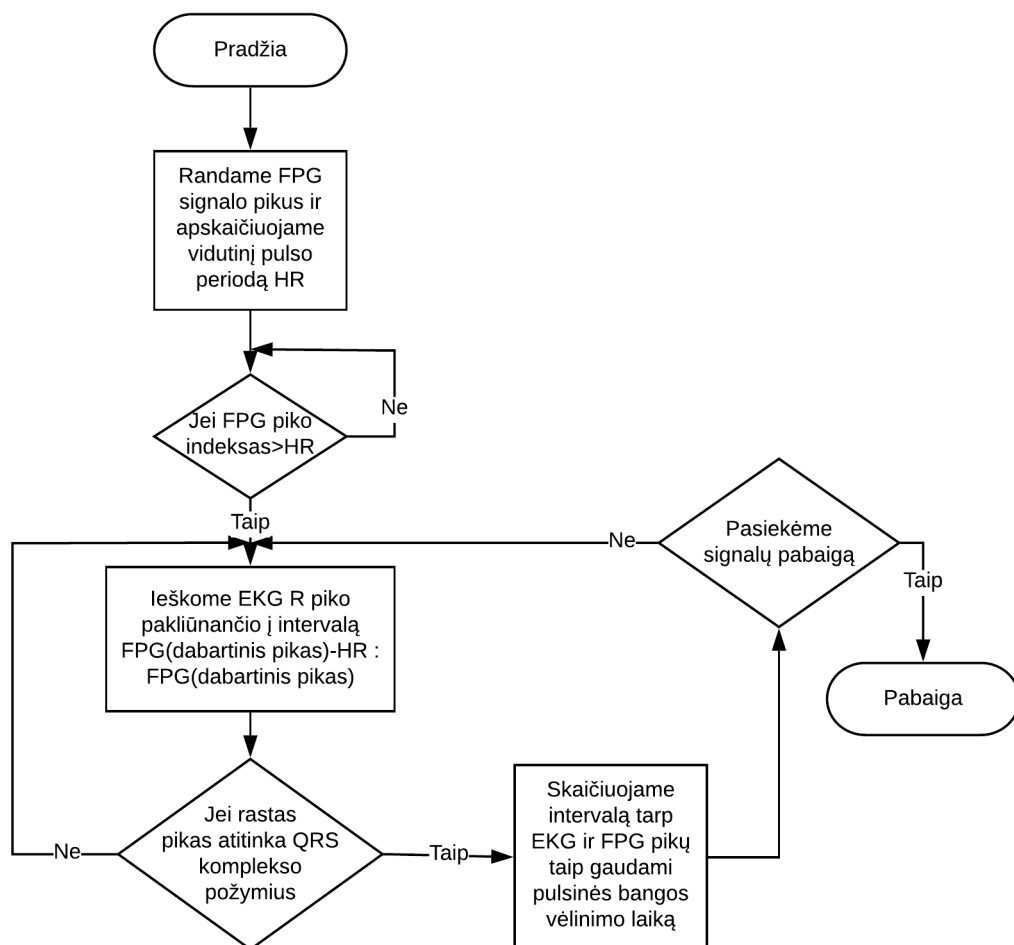 Pradžia
Randame FPG
signalo pikus ir
apskaičiuojame
vidutinį pulso
periodą HR
Ne
Jei FPG piko
indeksas>HR
Taip
Ne
Pasiekėme
signalų pabaigą
Taip
Ieškome EKG R piko
pakliūnančio į intervalą
FPG(dabartinis pikas)-HR :
FPG(dabartinis pikas)
Pabaiga
Jei rastas
pikas atitinka QRS
komplekso
požymius
Ne
Taip
Skaičiuojame
intervalą tarp
EKG ir FPG pikų
taip gaudami
pulsinės bangos
vėlinimo laiką